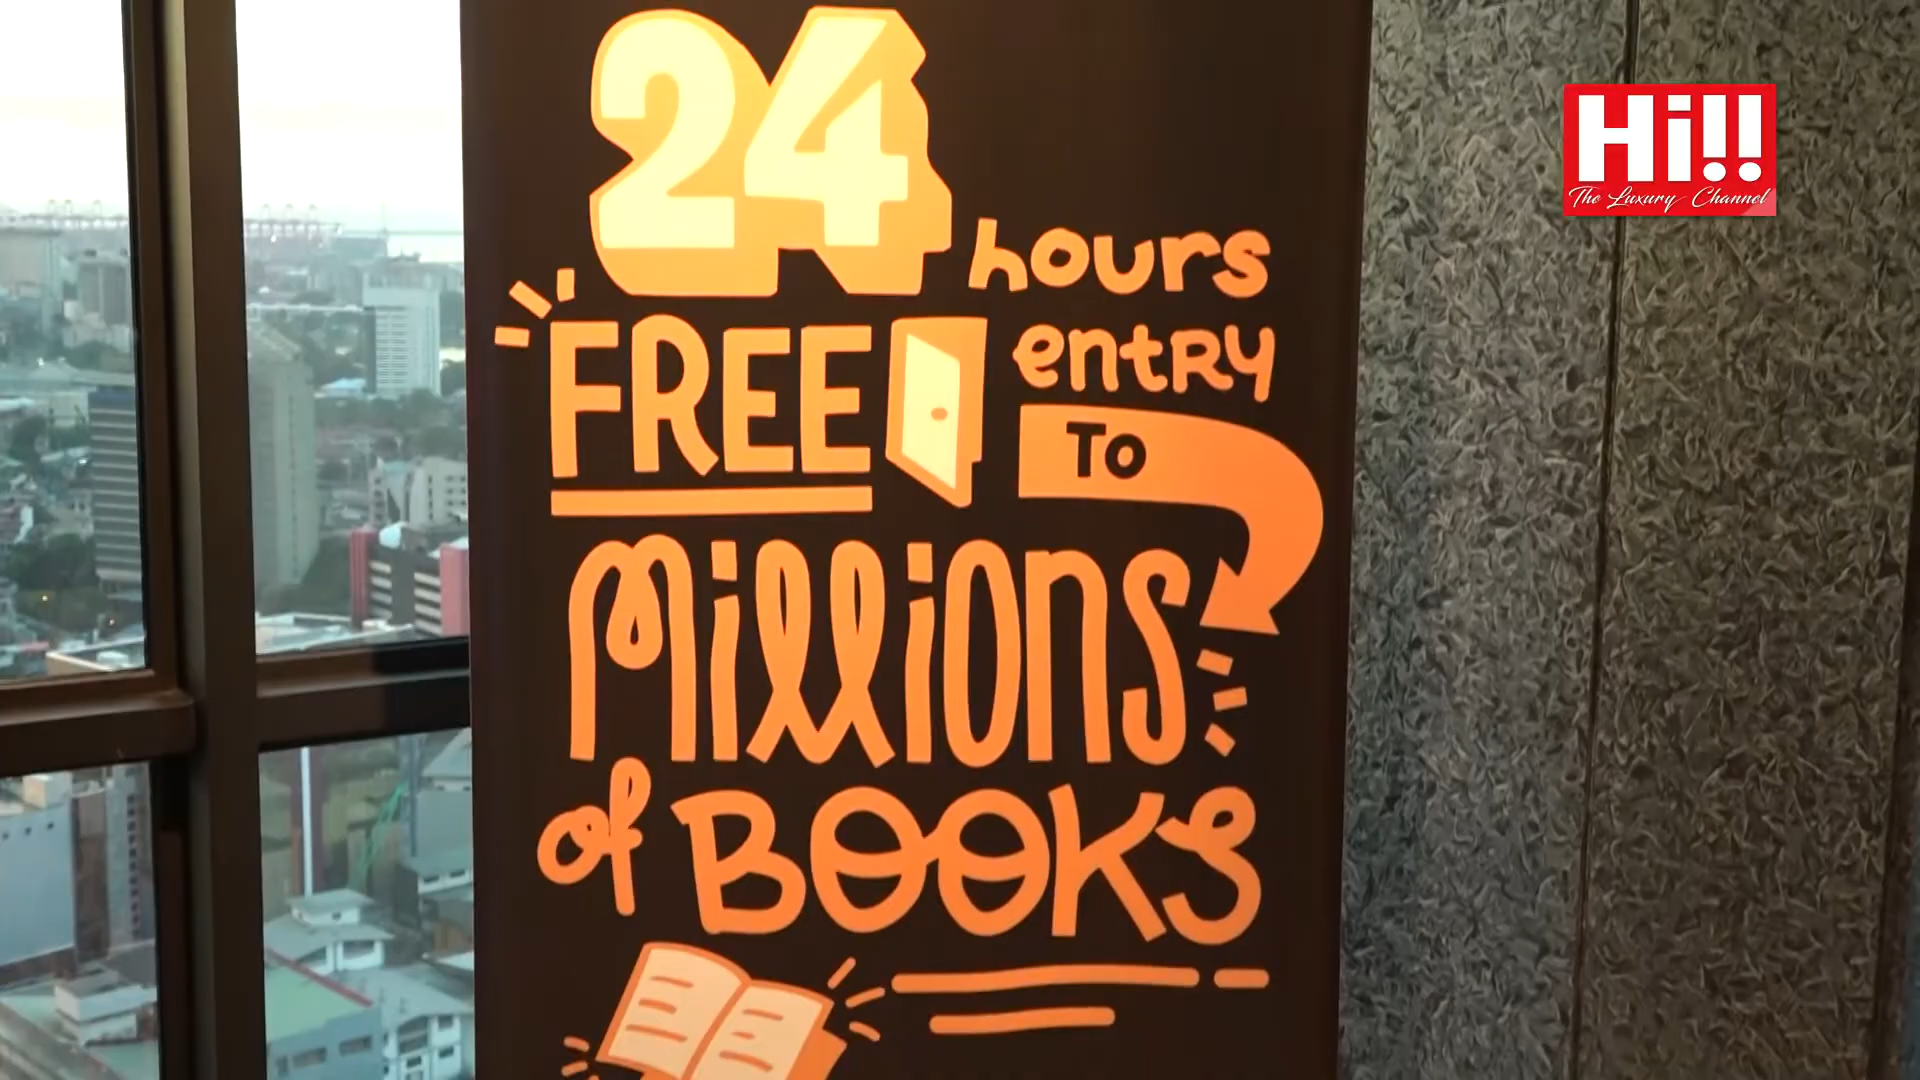 24
hours
FREE entRy
To
Millions
of BOOKS
Hi!!
The Luxury Channel